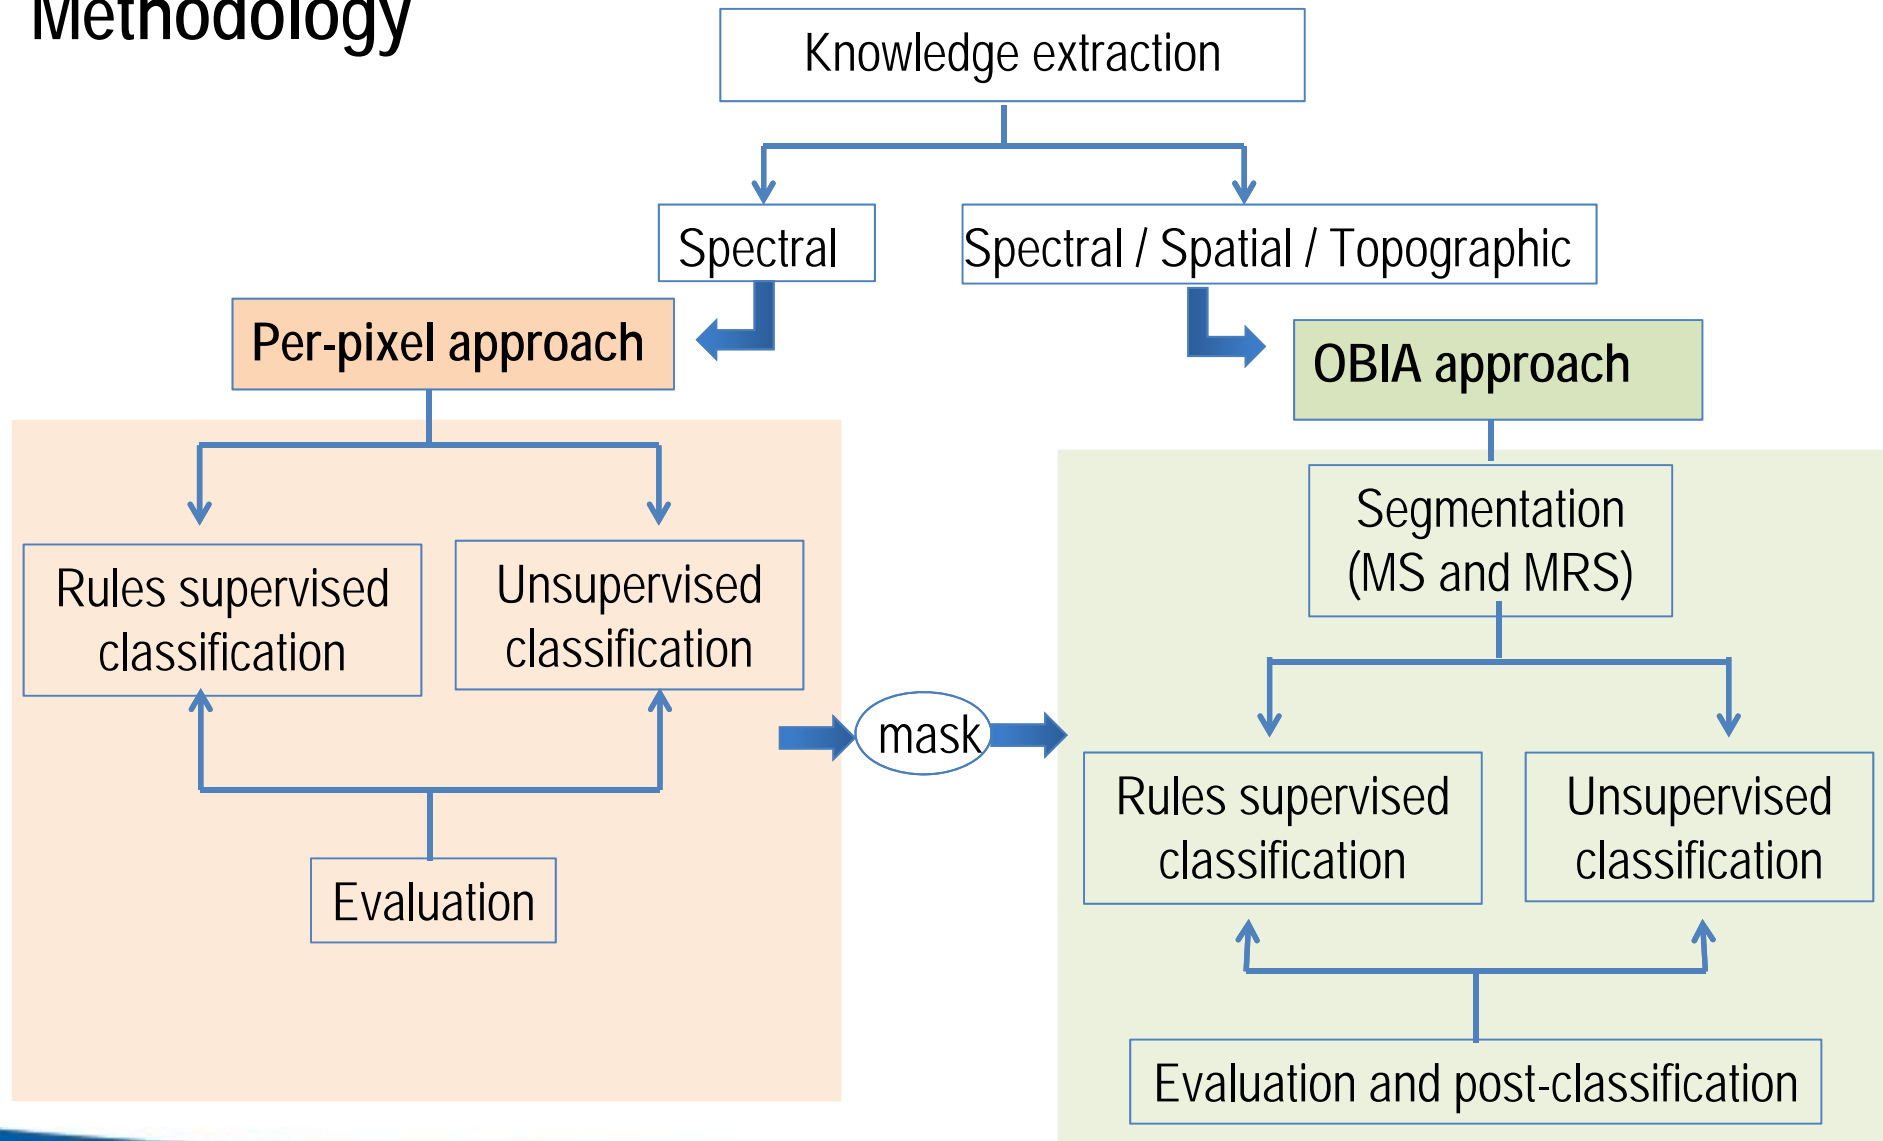 Methodology
Knowledge extraction
Spectral
Spectral / Spatial / Topographic
Per-pixel approach
OBIA approach
Rules supervised
classification
Unsupervised
classification
Evaluation
mask
Segmentation
(MS and MRS)
Rules supervised
classification
Unsupervised
classification
Evaluation and post-classification